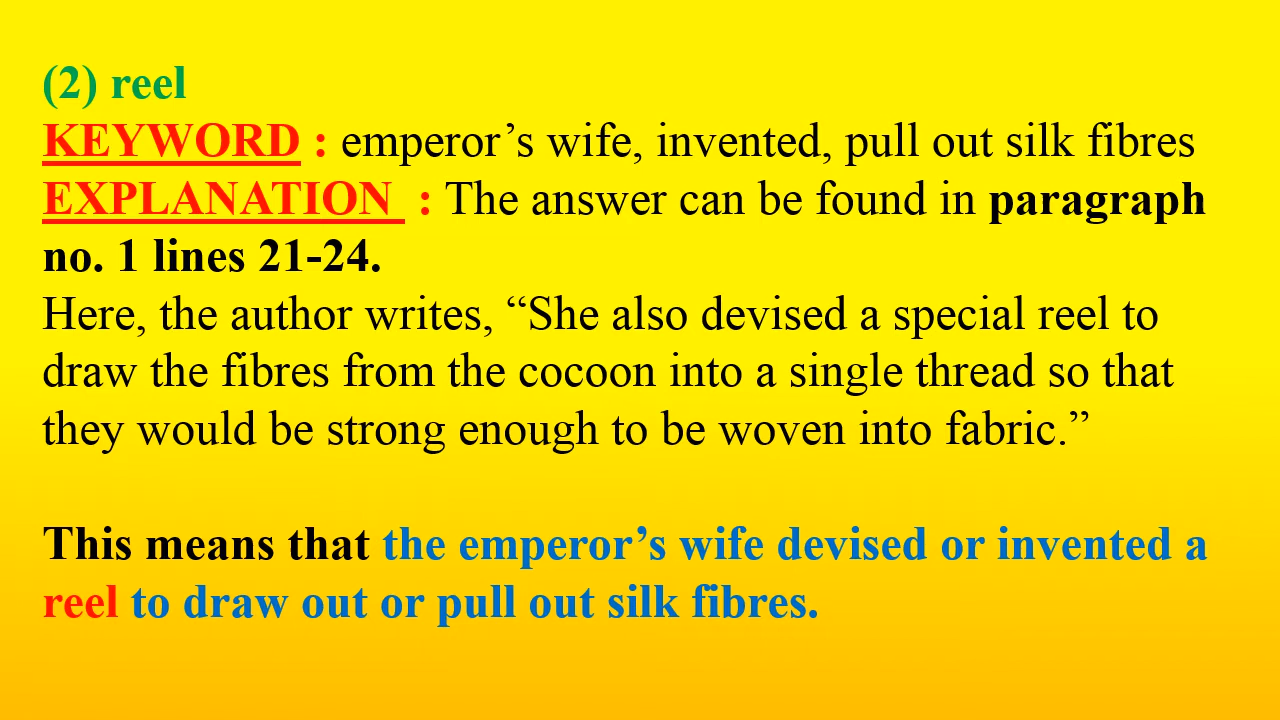 (2) reel
KEYWORD : emperor’s wife, invented, pull out silk fibres
EXPLANATION  : The answer can be found in paragraph
no. 1 lines 21-24.
Here, the author writes, “She also devised a special reel to
draw the fibres from the cocoon into a single thread so that
they would be strong enough to be woven into fabric.”
This means that the emperor’s wife devised or invented a
reel to draw out or pull out silk fibres.